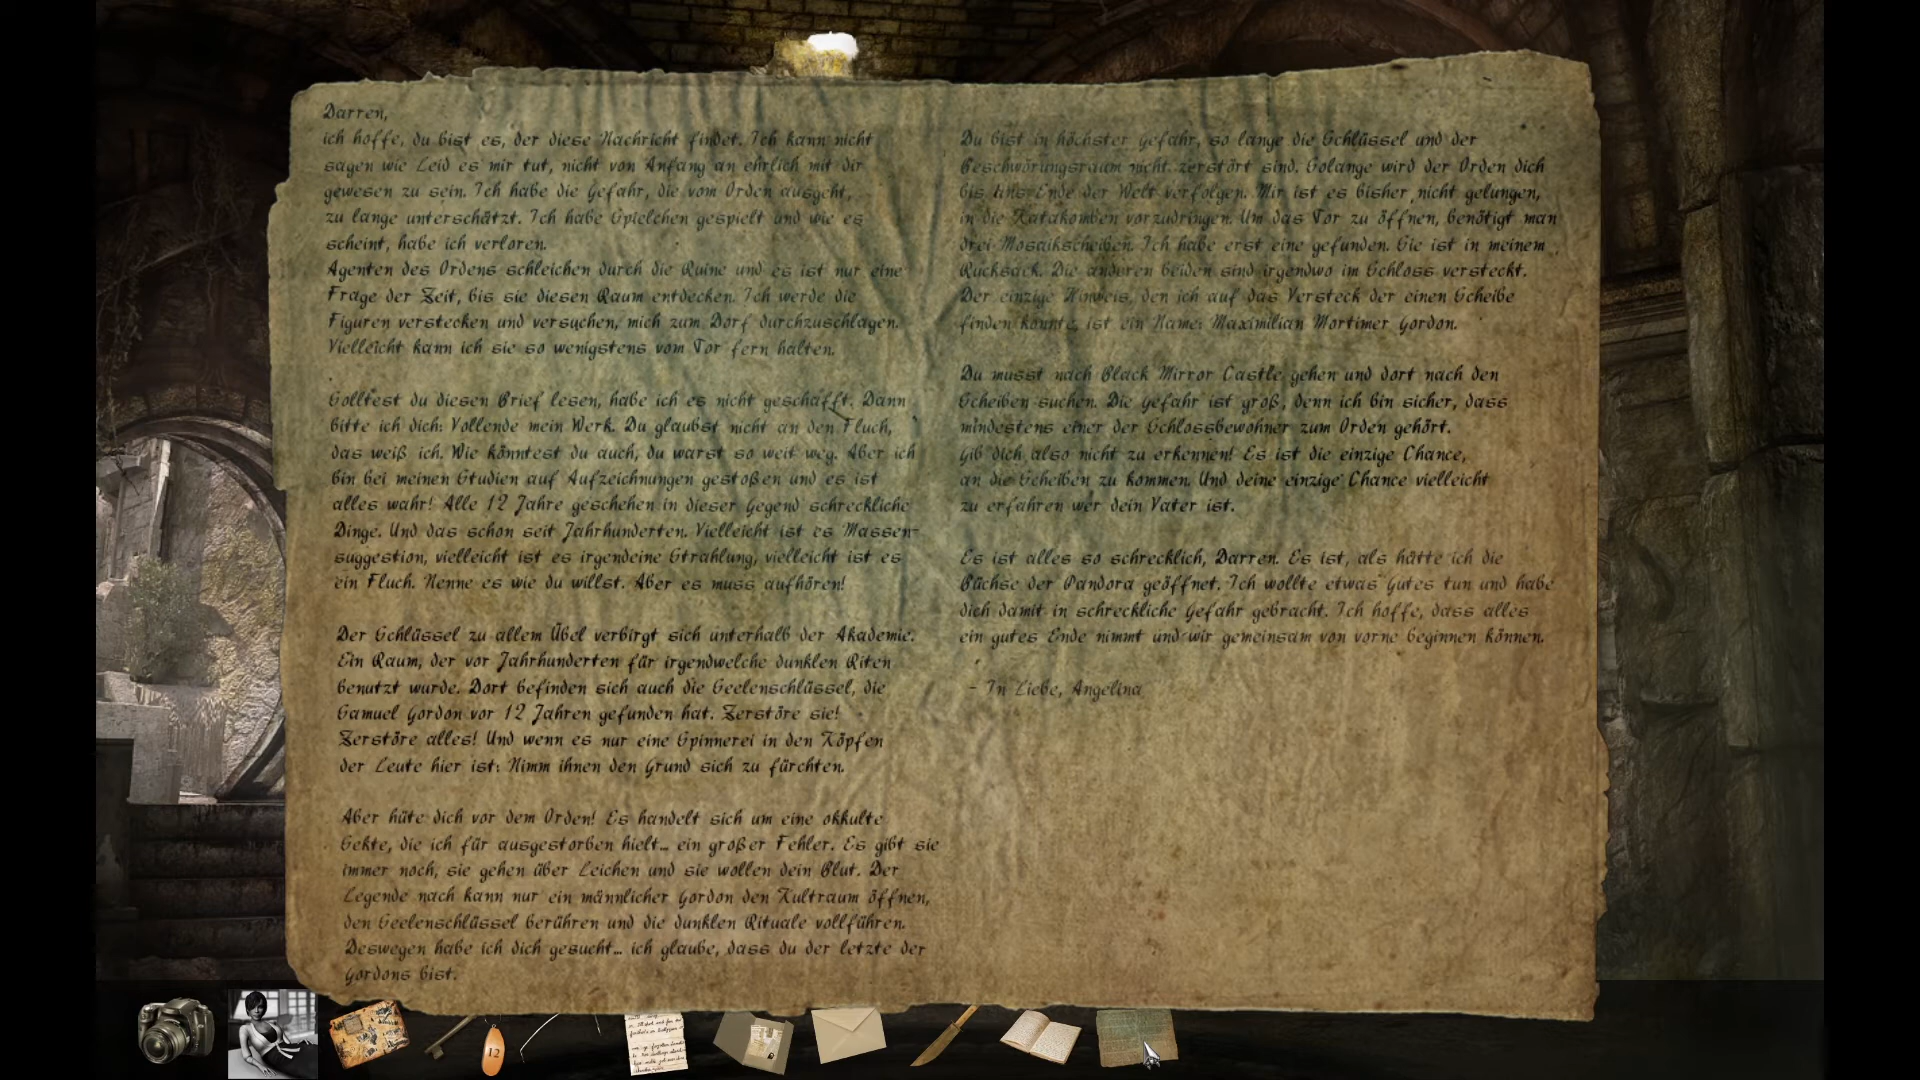 Darren,
ich hoffe, du bist es, der diese Nachricht findet. Ich kann nicht
sagen wie Leid es mir tut, nicht von Anfang an ehrlich mit dir
gewesen zu sein. Ich habe die Gefahr, die vom Orden ausgeht,
zu lange unterschätzt. Ich habe Spielchen gespielt und wie es
scheint, habe ich verloren.
Agenten des Ordens schleichen durch die Ruine und es ist nur eine
Frage der Zeit, bis sie diesen Raum entdecken. Ich werde die
Figuren verstecken und versuchen, mich zum Dorf durchzuschlagen.
Vielleicht kann ich sie so wenigstens vom Tor fern halten.
Solltest du diesen Brief lesen, habe ich es nicht geschafft. Dann
bitte ich dich: Vollende mein Werk. Du glaubst nicht an den Fluch,
das weiß ich. Wie könntest du auch, du warst so weit weg. Aber ich
bin bei meinen Studien auf Aufzeichnungen gestoßen und es ist
alles wahr! Alle 12 Jahre geschehen in dieser Gegend schreckliche
Dinge. Und das schon seit Jahrhunderten. Vielleicht ist es Massen-
suggestion, vielleicht ist es irgendeine Strahlung, vielleicht ist es
ein Fluch. Nenne es wie du willst. Aber es muss aufhören!
Der Schlüssel zu allem Übel verbirgt sich unterhalb der Akademie.
Ein Raum, der vor Jahrhunderten für irgendwelche dunklen Riten
benutzt wurde. Dort befinden sich auch die Seelenschlüssel, die
Samuel Gordon vor 12 Jahren gefunden hat. Zerstöre sie!
Zerstöre alles! Und wenn es nur eine Spinnerei in den Köpfen
der Leute hier ist: Nimm ihnen den Grund sich zu fürchten.
Aber hüte dich vor dem Orden! Es handelt sich um eine okkulte
Sekte, die ich für ausgestorben hielt... ein großer Fehler. Es gibt sie
immer noch, sie gehen über Leichen und sie wollen dein Blut. Der
Legende nach kann nur ein männlicher Gordon den Kultraum öffnen,
den Seelenschlüssel berühren und die dunklen Rituale vollführen.
Deswegen habe ich dich gesucht... ich glaube, dass du der letzte der
Gordons bist.
Du bist in höchster Gefahr, so lange die Schlüssel und der
Beschwörungsraum nicht zerstört sind. Solange wird der Orden dich
bis ans Ende der Welt verfolgen. Mir ist es bisher nicht gelungen,
in die Katakomben vorzudringen. Um das Tor zu öffnen, benötigt man
drei Mosaikscheiben. Ich habe erst eine gefunden. Sie ist in meinem
Rucksack. Die anderen beiden sind irgendwo im Schloss versteckt.
Der einzige Hinweis, den ich auf das Versteck der einen Scheibe
finden konnte, ist ein Name: Maximilian Mortimer Gordon.
Du musst nach Black Mirror Castle gehen und dort nach den
Scheiben suchen. Die Gefahr ist groß, denn ich bin sicher, dass
mindestens einer der Schlossbewohner zum Orden gehört.
Gib dich also nicht zu erkennen! Es ist die einzige Chance,
an die Scheiben zu kommen. Und deine einzige Chance vielleicht
zu erfahren wer dein Vater ist.
Es ist alles so schrecklich, Darren. Es ist, als hätte ich die
Büchse der Pandora geöffnet. Ich wollte etwas Gutes tun und habe
dich damit in schreckliche Gefahr gebracht. Ich hoffe, dass alles
ein gutes Ende nimmt und wir gemeinsam von vorne beginnen können.
- In Liebe, Angelina
12